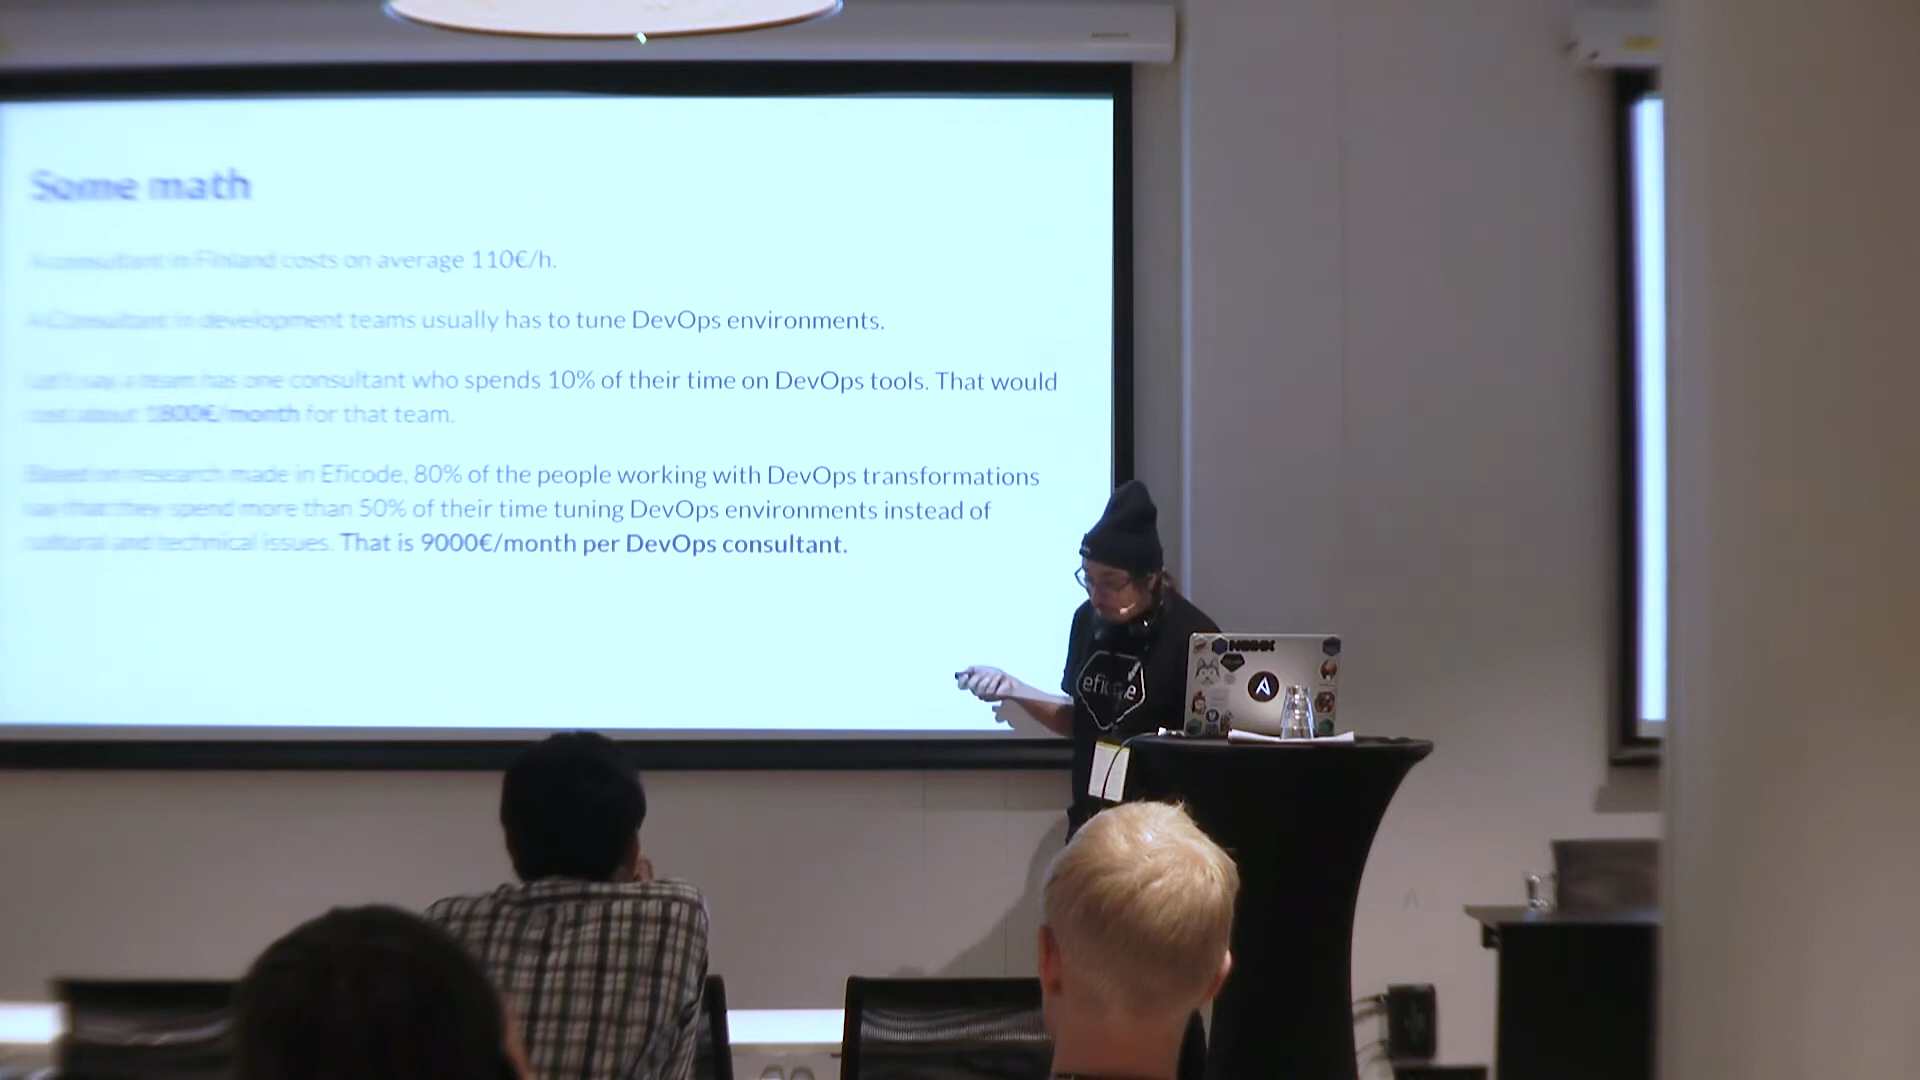 Some math
A consultant in Finland costs on average 110€/h.
A Consultant in development teams usually has to tune DevOps environments.
Let's say a team has one consultant who spends 10% of their time on DevOps tools. That would
cost about 1800€/month for that team.
Based on research made in Eficode, 80% of the people working with DevOps transformations
say that they spend more than 50% of their time tuning DevOps environments instead of
cultural and technical issues. That is 9000€/month per DevOps consultant.